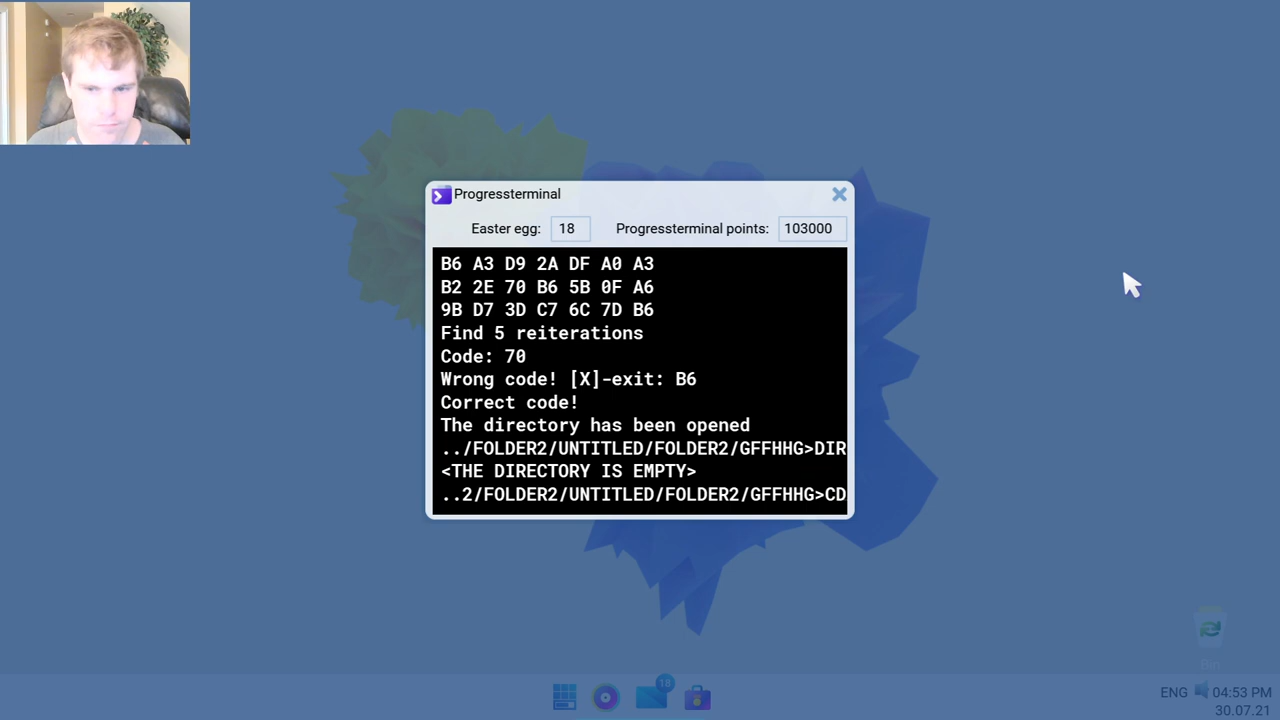 Progressterminal
Easter egg: 18 Progressterminal points: 103000
B6 A3 D9 2A DF A0 A3
B2 2E 70 B6 5B 0F A6
9B D7 3D C7 6C 7D B6
Find 5 reiterations
Code: 70
Wrong code! [X]-exit: B6
Correct code!
The directory has been opened
../FOLDER2/UNTITLED/FOLDER2/GFFHHG>DIR
<THE DIRECTORY IS EMPTY>
..2/FOLDER2/UNTITLED/FOLDER2/GFFHHG>CD
Bin
18
ENG 04:53 PM
30.07.21